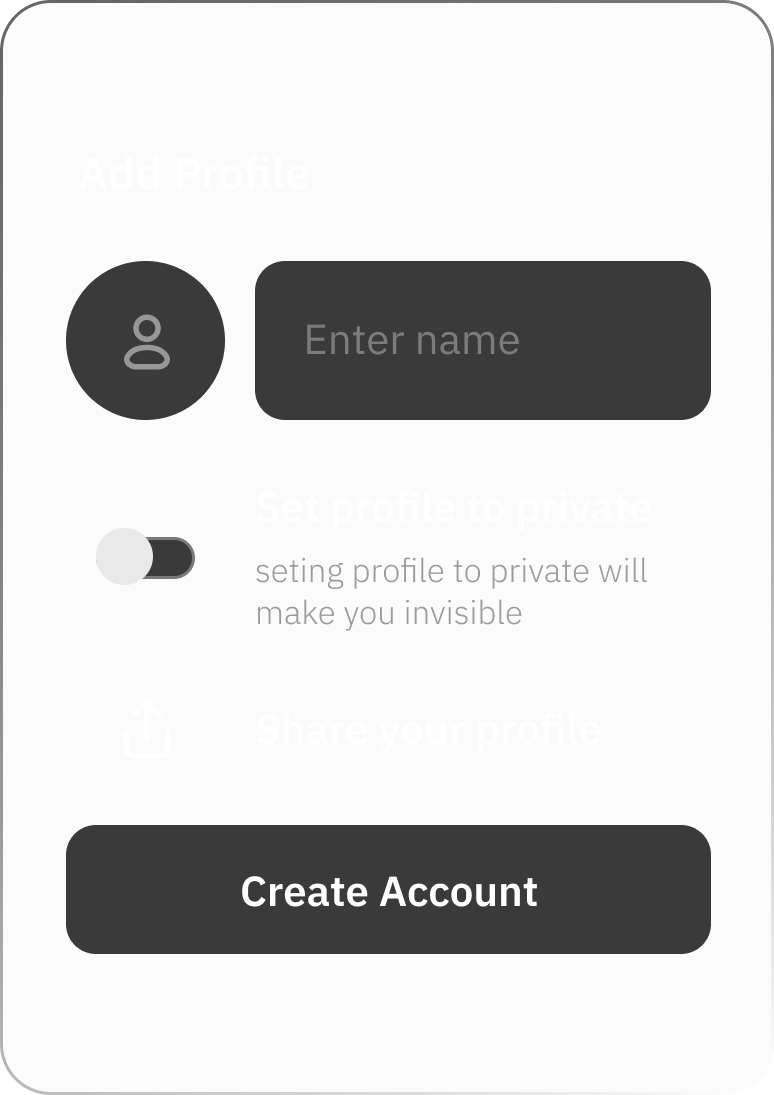 Add Profile
Enter name
Set profile to private
seting profile to private will
make you invisible
Share your profile
Create Account